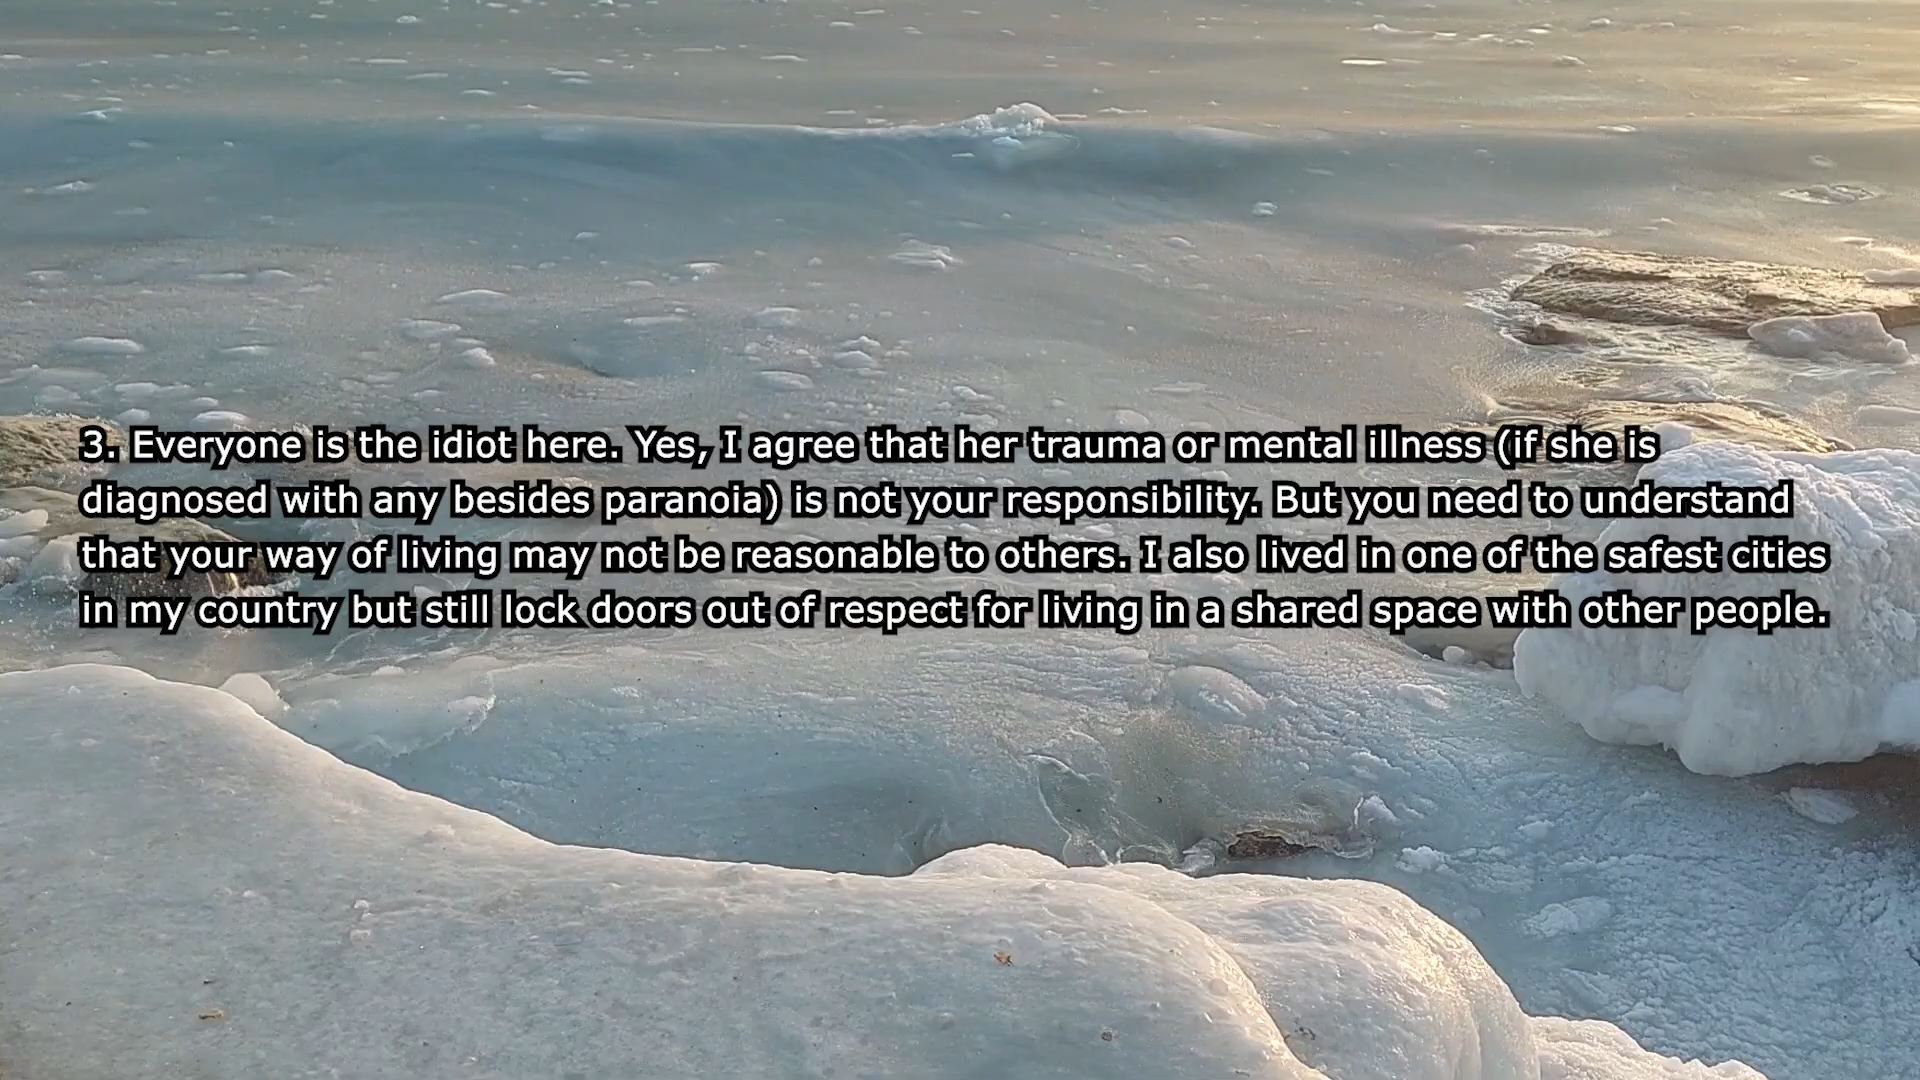 3. Everyone is the idiot here. Yes, I agree that her trauma or mental illness (if she is
diagnosed with any besides paranoia) is not your responsibility. But you need to understand
that your way of living may not be reasonable to others. I also lived in one of the safest cities
in my country but still lock doors out of respect for living in a shared space with other people.